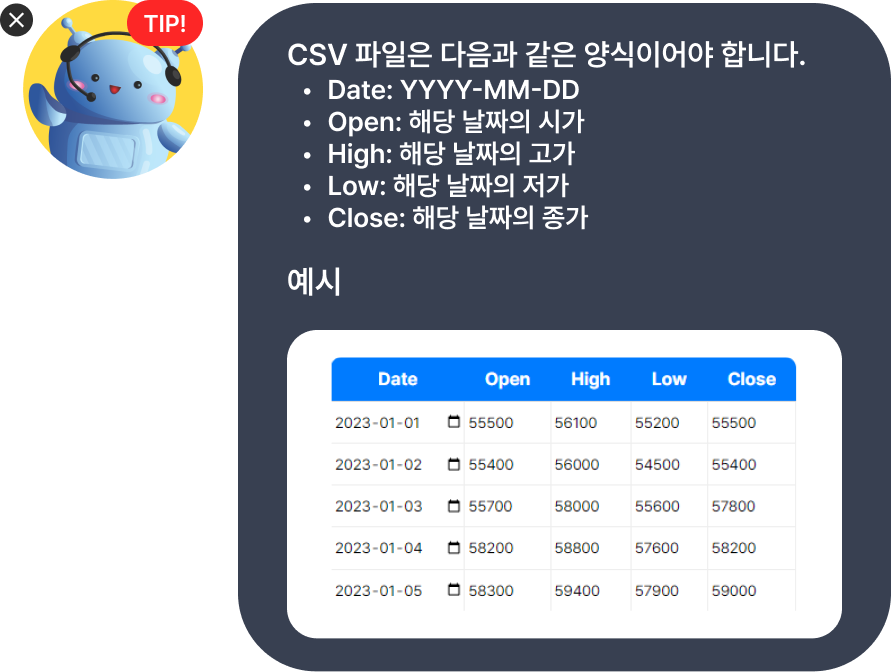 TIP!
CSV 파일은 다음과 같은 양식이어야 합니다.
• Date: YYYY-MM-DD
• Open: 해당 날짜의 시가
• High: 해당 날짜의 고가
• Low: 해당 날짜의 저가
• Close: 해당 날짜의 종가
예시
Date Open High Low Close
2023-01-01 55500 56100 55200 55500
2023-01-02 55400 56000 54500 55400
2023-01-03 55700 58000 55600 57800
2023-01-04 58200 58800 57600 58200
2023-01-05 58300 59400 57900 59000